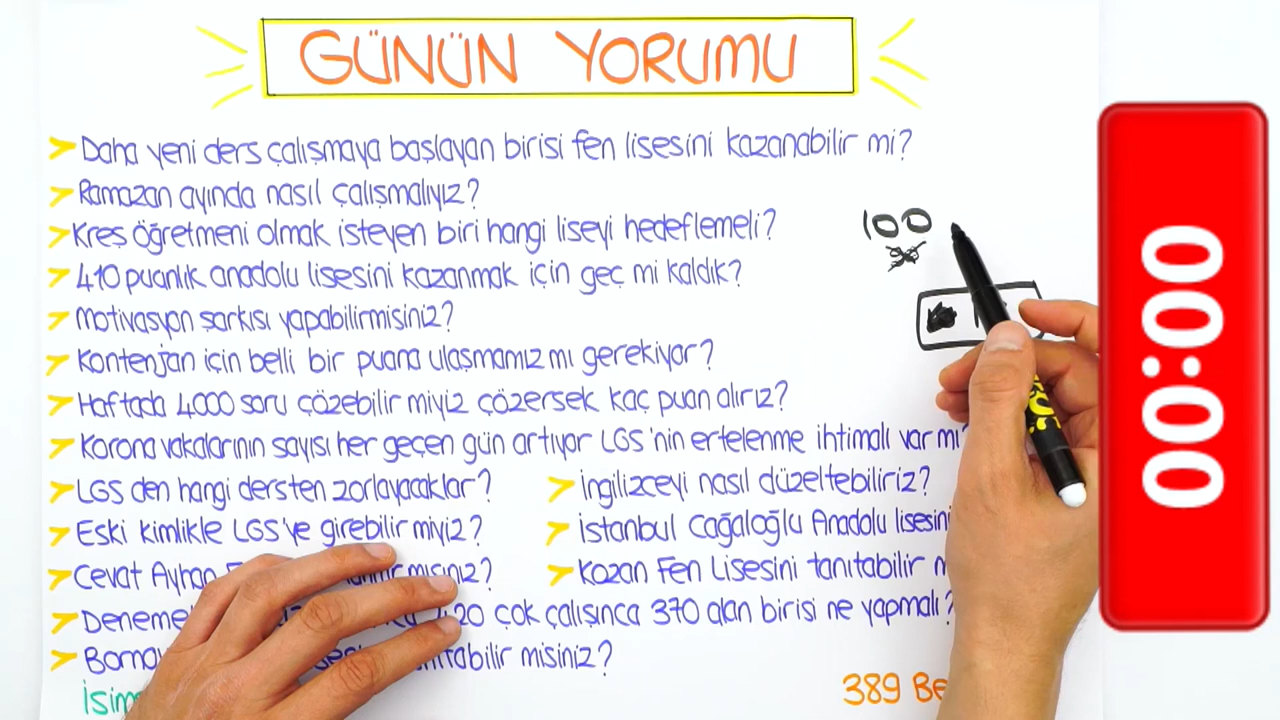 GÜNÜN YORUMU
Daha yeni ders çalışmaya başlayan birisi fen lisesini kazanabilir mi?
Ramazan ayında nasıl çalışmalıyız?
Kreş öğretmeni olmak isteyen biri hangi liseyi hedeflemeli?
100
410 puanlık anadolu lisesini kazanmak için geç mi kaldık?
Motivasyon şarkısı yapabilirmisiniz?
Kontenjan için belli bir puana ulaşmamız mı gerekiyor?
Haftada 4000 soru çözebilir miyiz çözersek kaç puan alırız?
Korona vakalarının sayısı her geçen gün artıyor LGS'nin ertelenme ihtimali var mı?
LGS den hangi dersten zorlayacaklar?
İngilizceyi nasıl düzeltebiliriz?
Eski kimlikle LGS'ye girebilir miyiz?
İstanbul Cağaloğlu Anadolu lisesini
Cevat Ayhan
misiniz?
Kozan Fen Lisesini tanıtabilir
420 çok çalışınca 370 alan birisi ne yapmalı?
misiniz?
389
00:00